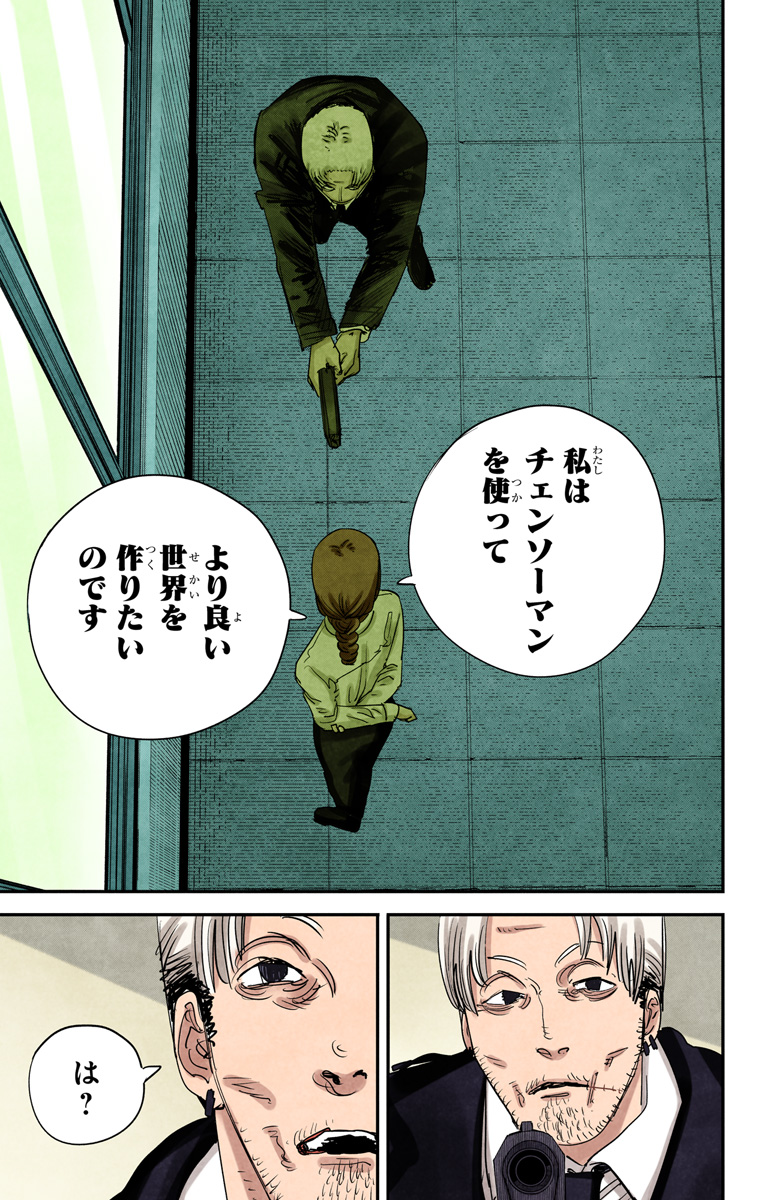 私は
チェンソーマン
を使って
より良い
世界を
作りたい
のです
は?